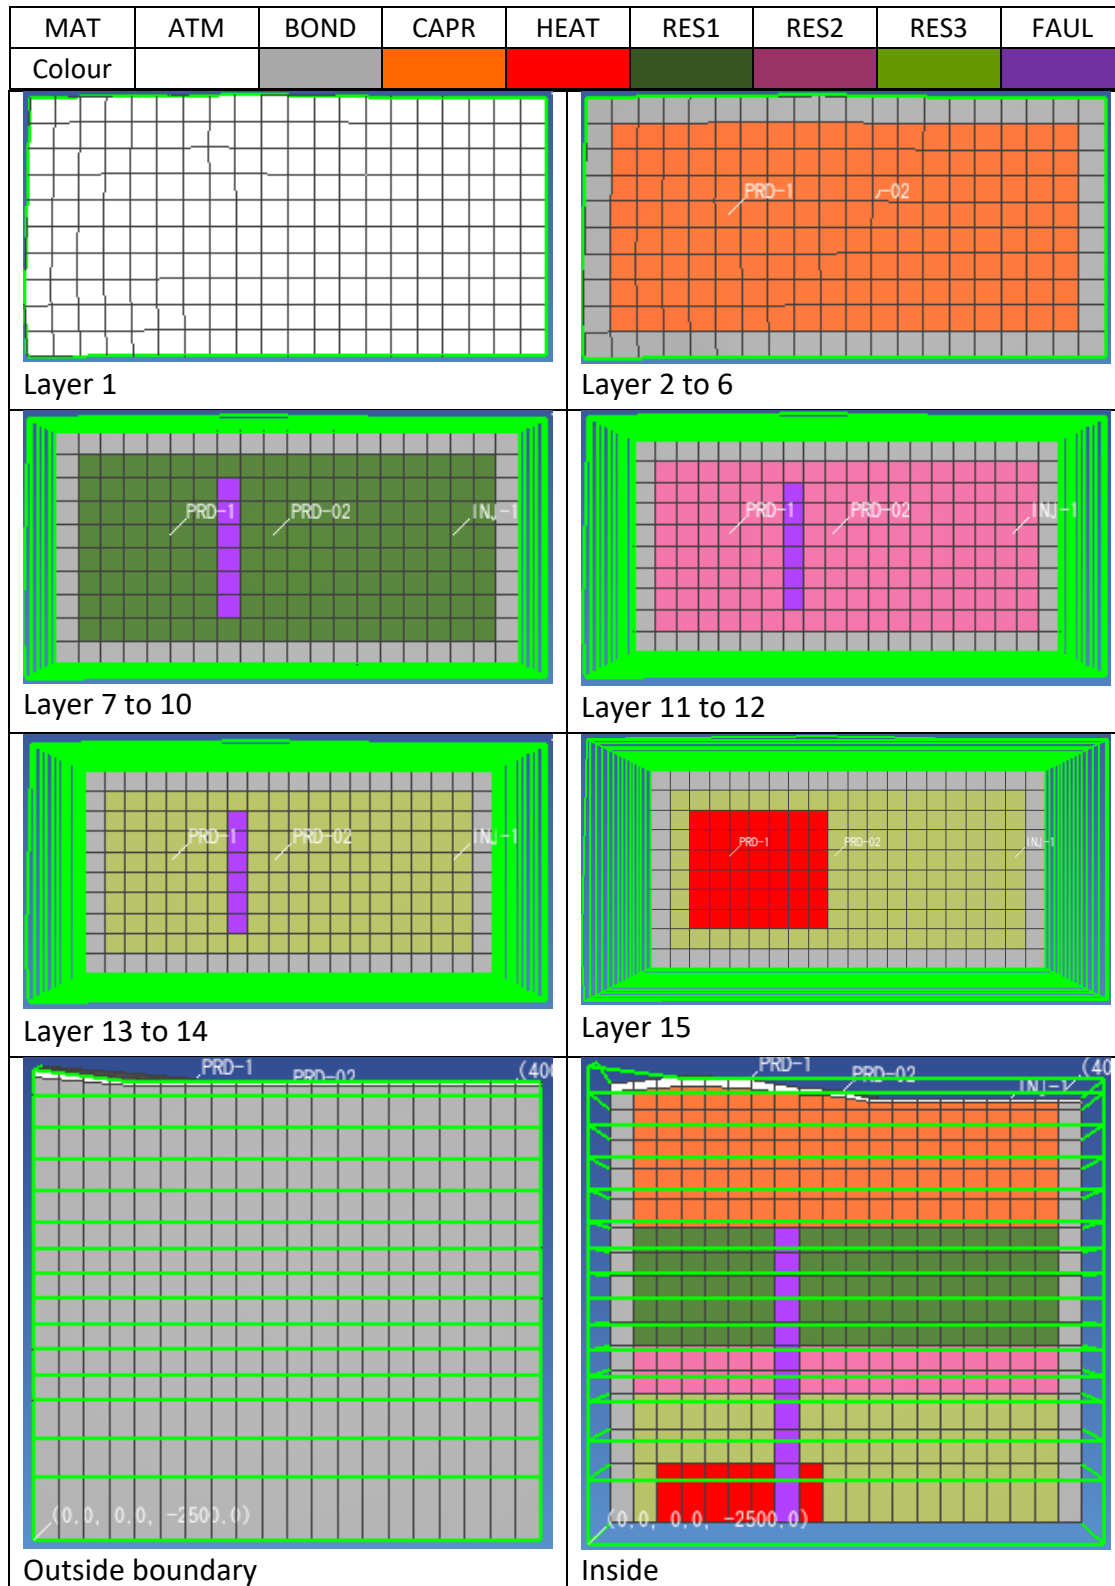 MAT ATM BOND CAPR HEAT RES1 RES2 RES3 FAUL
Colour
PRD-1 -02
Layer 1 Layer 2 to 6
PRD-1 PRD-02 INJ-1 PRD-1 PRD-02 INJ-1
Layer 7 to 10 Layer 11 to 12
PRD-1 PRD-02 INJ-1 PRD-1 PRD-02 INJ-1
Layer 13 to 14 Layer 15
PRD-1 PRD-02 (400 PRD-1 PRD-02 INJ-1 (40
(0.0, 0.0, -2500.0) (0.0, 0.0, -2500.0)
Outside boundary Inside